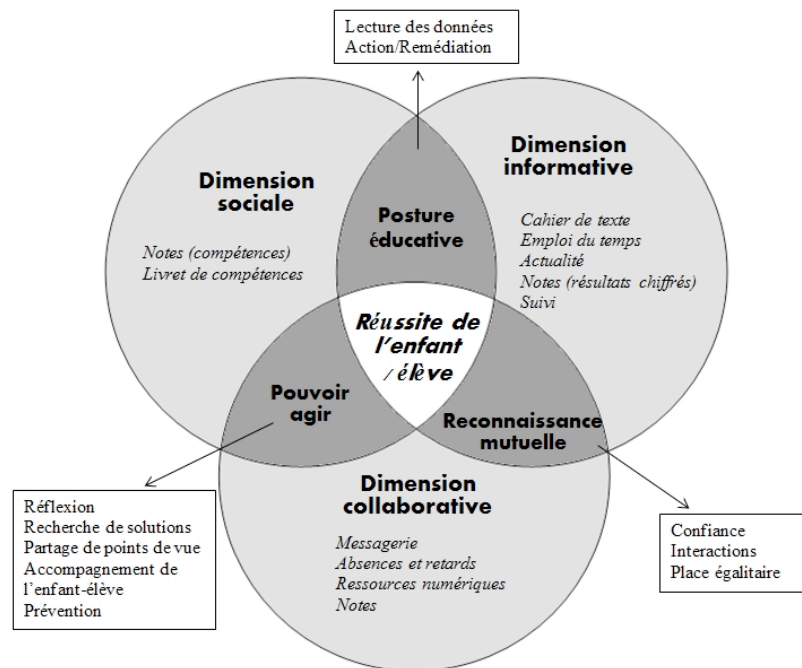 Lecture des données
Action/Remédiation
Dimension
sociale
Notes (compétences)
Livret de compétences
Dimension
informative
Cahier de texte
Emploi du temps
Actualité
Notes (résultats chiffrés)
Suivi
Posture
éducative
Réussite de
l'enfant
/ élève
Pouvoir
agir
Reconnaissance
mutuelle
Dimension
collaborative
Messagerie
Absences et retards
Ressources numériques
Notes
Réflexion
Recherche de solutions
Partage de points de vue
Accompagnement de
l'enfant-élève
Prévention
Confiance
Interactions
Place égalitaire